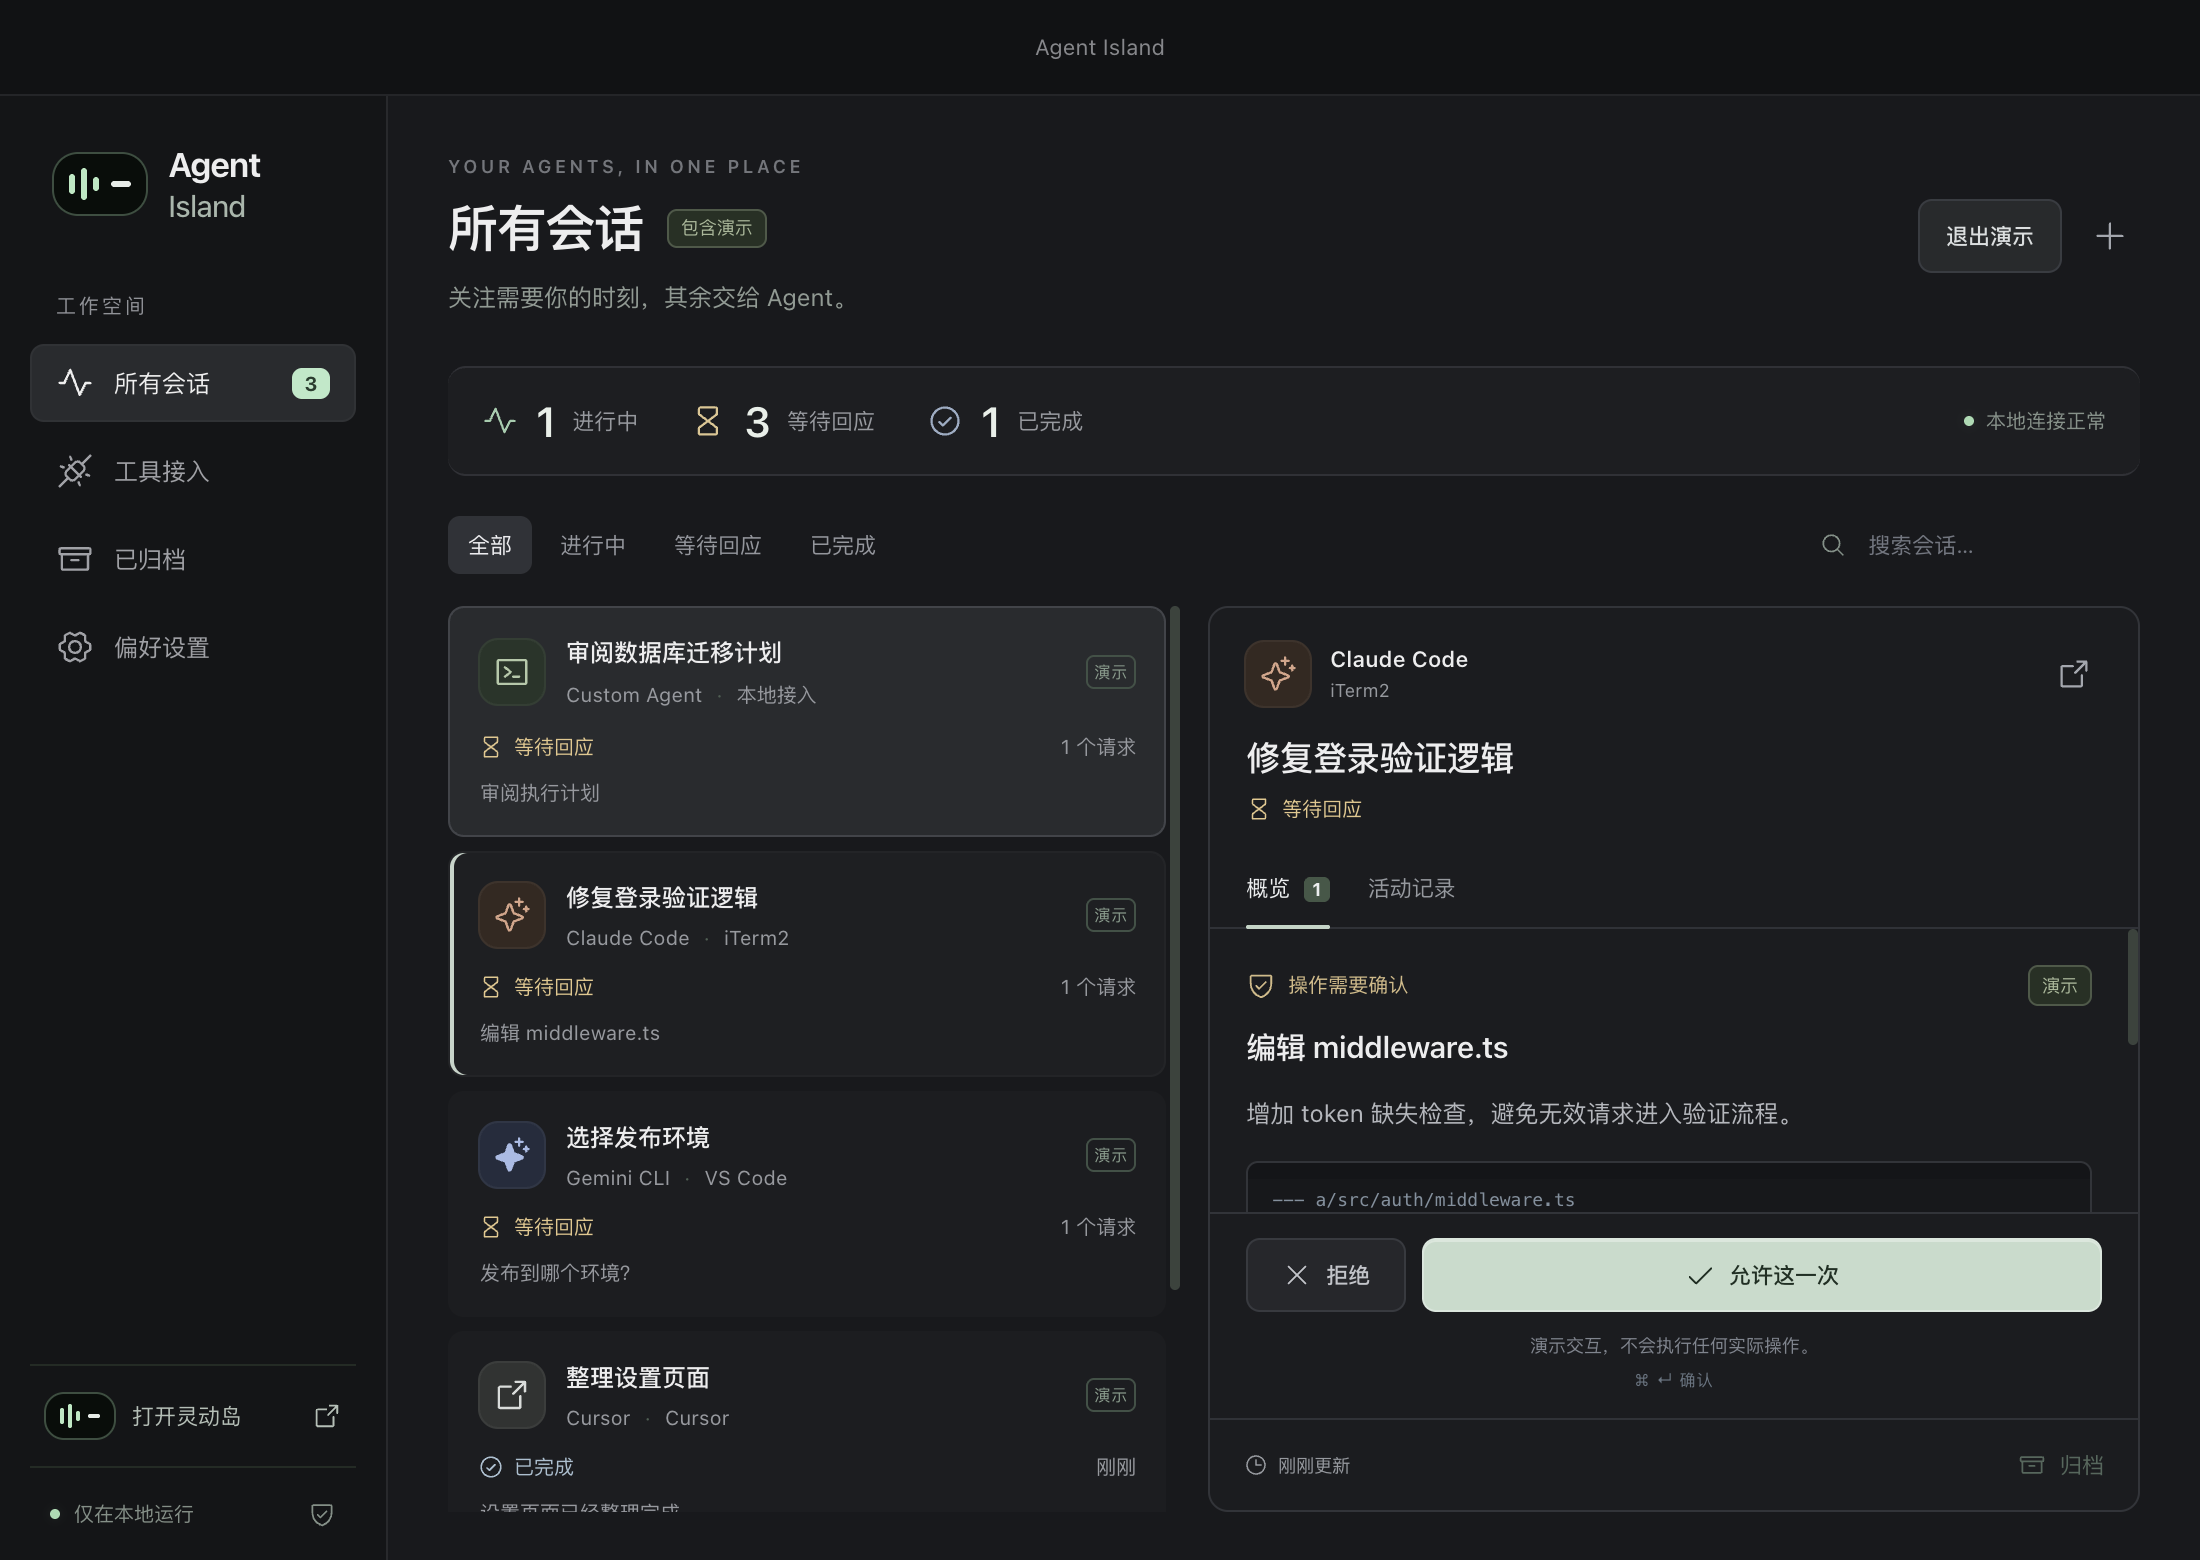 Agent Island
Agent
Island
工作空间
所有会话 3
工具接入
已归档
偏好设置
打开灵动岛
仅在本地运行
YOUR AGENTS, IN ONE PLACE
所有会话 包含演示
关注需要你的时刻，其余交给 Agent。
退出演示
1 进行中 3 等待回应 1 已完成 本地连接正常
全部 进行中 等待回应 已完成 搜索会话...
审阅数据库迁移计划
Custom Agent · 本地接入
演示
等待回应 1 个请求
审阅执行计划
修复登录验证逻辑
Claude Code · iTerm2
演示
等待回应 1 个请求
编辑 middleware.ts
选择发布环境
Gemini CLI · VS Code
演示
等待回应 1 个请求
发布到哪个环境?
整理设置页面
Cursor · Cursor
演示
已完成 刚刚
设置页面已经整理完成
Claude Code
iTerm2
修复登录验证逻辑
等待回应
概览 1 活动记录
操作需要确认 演示
编辑 middleware.ts
增加 token 缺失检查，避免无效请求进入验证流程。
--- a/src/auth/middleware.ts
拒绝 允许这一次
演示交互，不会执行任何实际操作。
⌘ ↵ 确认
刚刚更新 归档